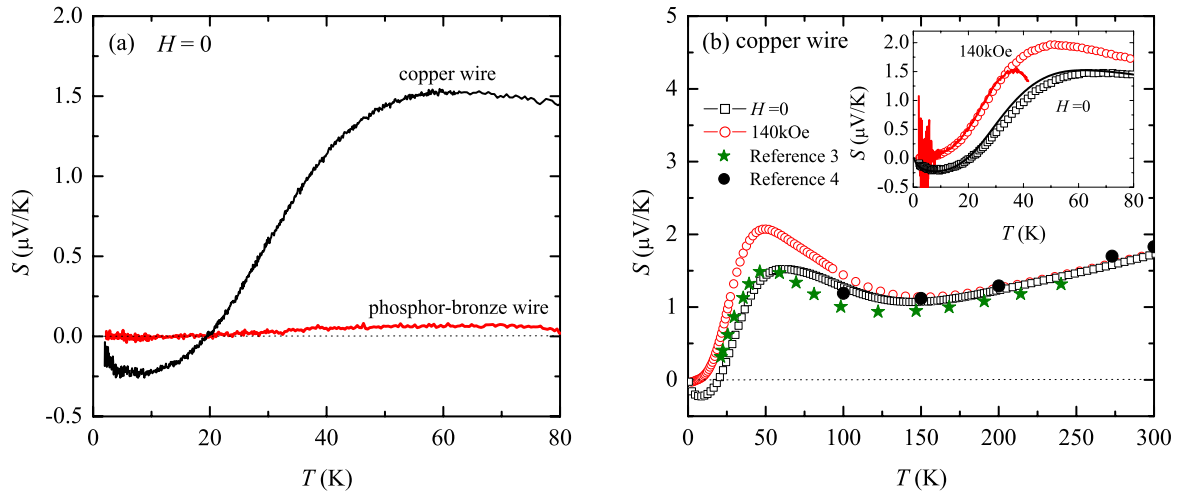 (a) H = 0
2.0
1.5
1.0
0.5
0.0
-0.5
S (μV/K)
copper wire
phosphor-bronze wire
0 20 40 60 80
T (K)
(b) copper wire
5
4
3
2
1
0
S (μV/K)
H = 0
140kOe
Reference 3
Reference 4
0 50 100 150 200 250 300
T (K)
2.0
1.5
1.0
0.5
0.0
-0.5
S (μV/K)
140kOe
H = 0
0 20 40 60 80
T (K)